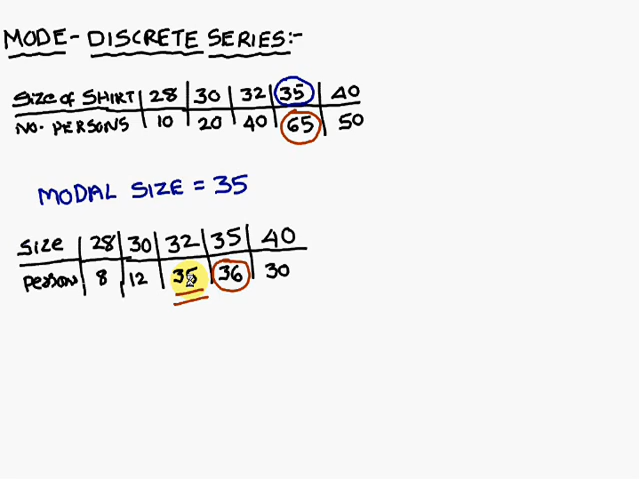 MODE - DISCRETE SERIES:-
SIZE OF SHIRT 28 30 32 35 40
NO. PERSONS 10 20 40 65 50
MODAL SIZE = 35
SIZE 28 30 32 35 40
PERSON 8 12 35 36 30